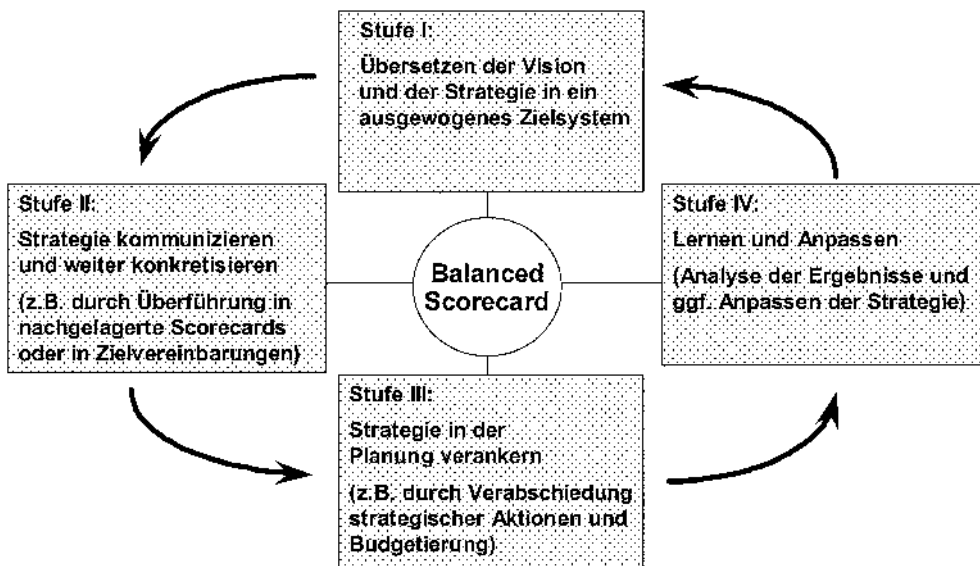 Stufe I:
Übersetzen der Vision
und der Strategie in ein
ausgewogenes Zielsystem
Stufe II:
Strategie kommunizieren
und weiter konkretisieren
(z.B. durch Überführung in
nachgelagerte Scorecards
oder in Zielvereinbarungen)
Balanced
Scorecard
Stufe IV:
Lernen und Anpassen
(Analyse der Ergebnisse und
ggf. Anpassen der Strategie)
Stufe III:
Strategie in der
Planung verankern
(z.B. durch Verabschiedung
strategischer Aktionen und
Budgetierung)